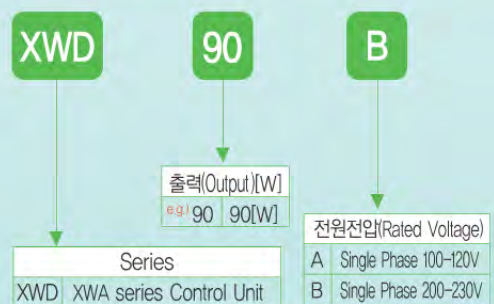 XWD 90 B
출력(Output)[W]
e.g.) 90 90[W]
전원전압(Rated Voltage)
A Single Phase 100-120V
B Single Phase 200-230V
Series
XWD XWA series Control Unit